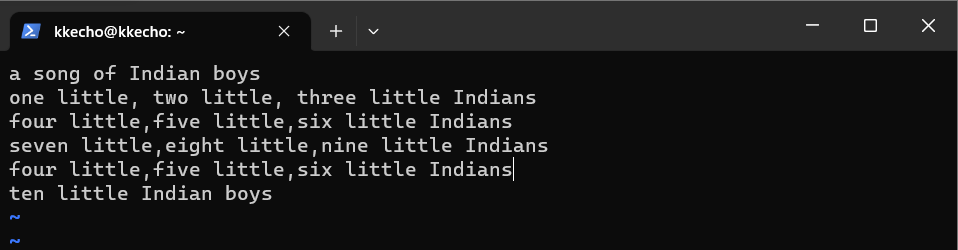 kkecho@kkecho: ~
a song of Indian boys
one little, two little, three little Indians
four little,five little,six little Indians
seven little,eight little,nine little Indians
four little,five little,six little Indians
ten little Indian boys
~
~